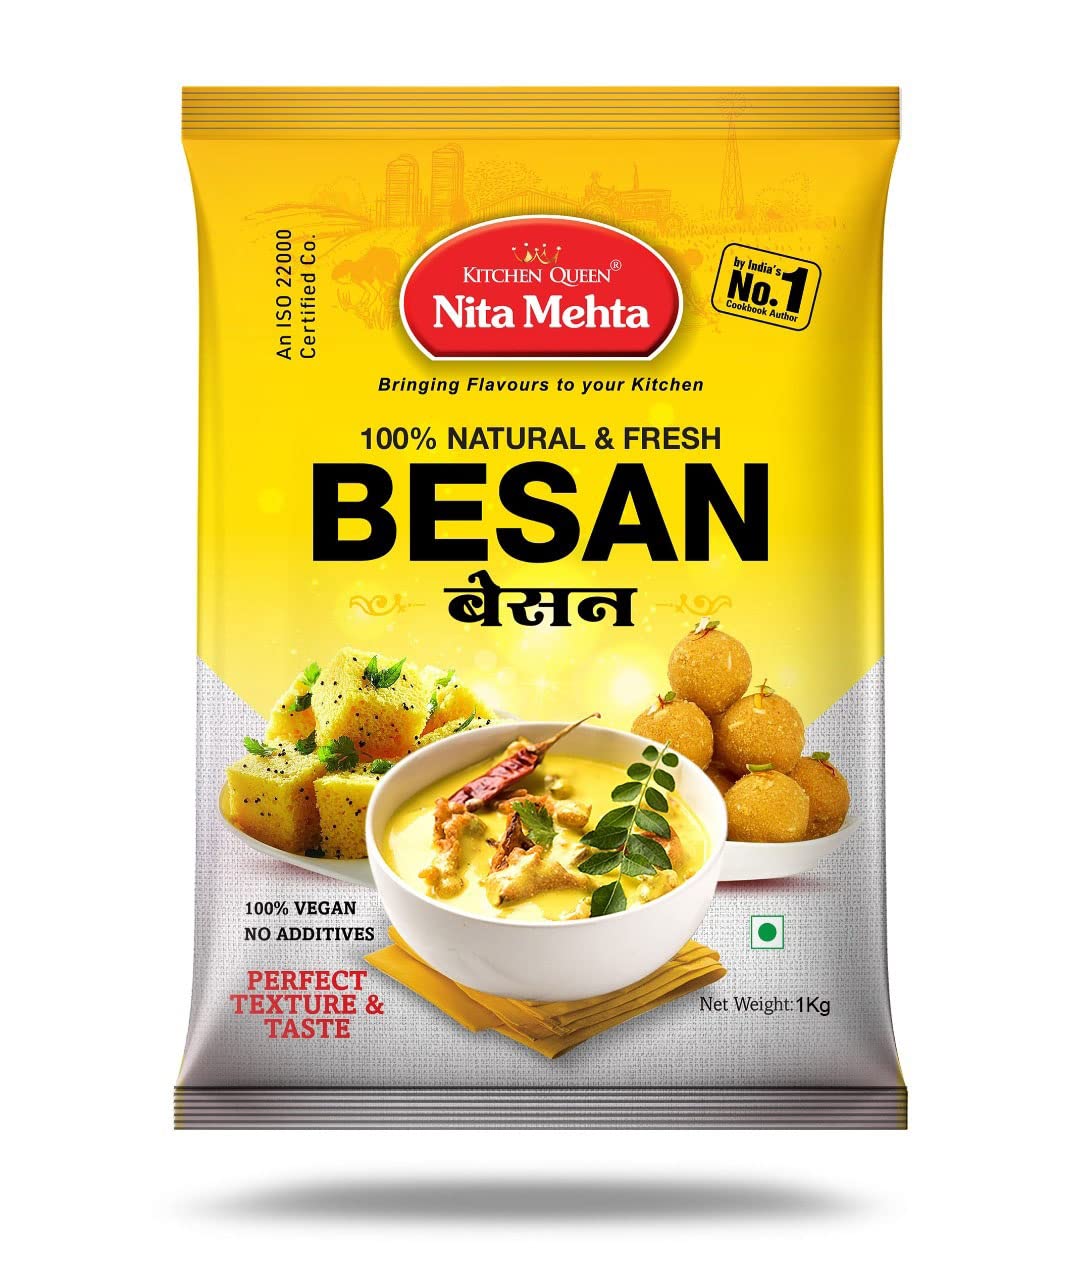 An ISO 22000
Certified Co.
KITCHEN QUEEN®
Nita Mehta
by India's
No.1
Cookbook Author
Bringing Flavours to your Kitchen
100% NATURAL & FRESH
BESAN
बेसन
100% VEGAN
NO ADDITIVES
PERFECT
TEXTURE &
TASTE
Net Weight: 1Kg